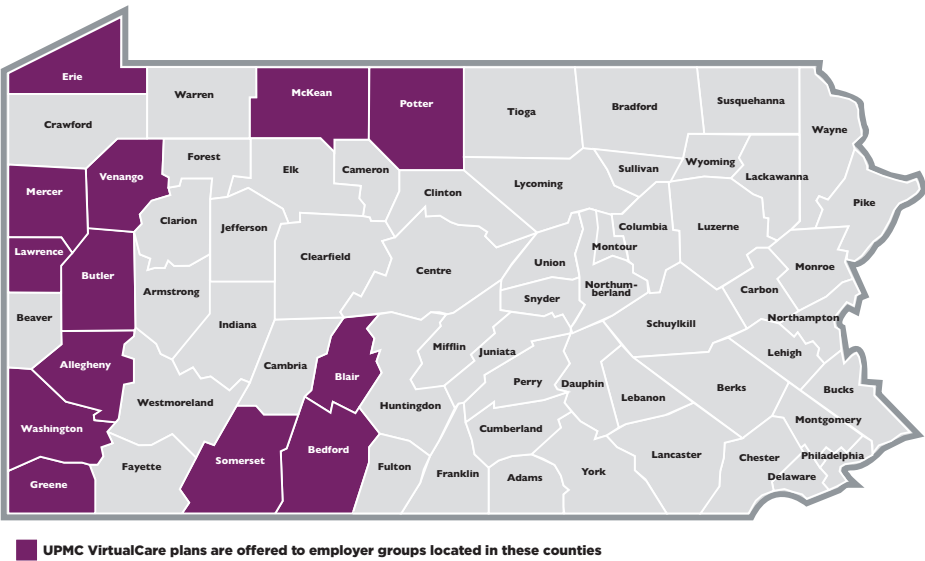 Erie
Warren
McKean
Potter
Tioga
Bradford
Susquehanna
Wayne
Crawford
Forest
Elk
Cameron
Clinton
Lycoming
Sullivan
Wyoming
Lackawanna
Pike
Mercer
Venango
Clarion
Jefferson
Clearfield
Centre
Union
Montour
Columbia
Luzerne
Monroe
Lawrence
Butler
Armstrong
Indiana
Snyder
Northum-
berland
Schuylkill
Carbon
Northampton
Beaver
Allegheny
Westmoreland
Cambria
Blair
Huntingdon
Mifflin
Juniata
Perry
Dauphin
Lebanon
Berks
Lehigh
Bucks
Montgomery
Washington
Greene
Fayette
Somerset
Bedford
Fulton
Franklin
Cumberland
Adams
York
Lancaster
Chester
Philadelphia
Delaware
UPMC VirtualCare plans are offered to employer groups located in these counties